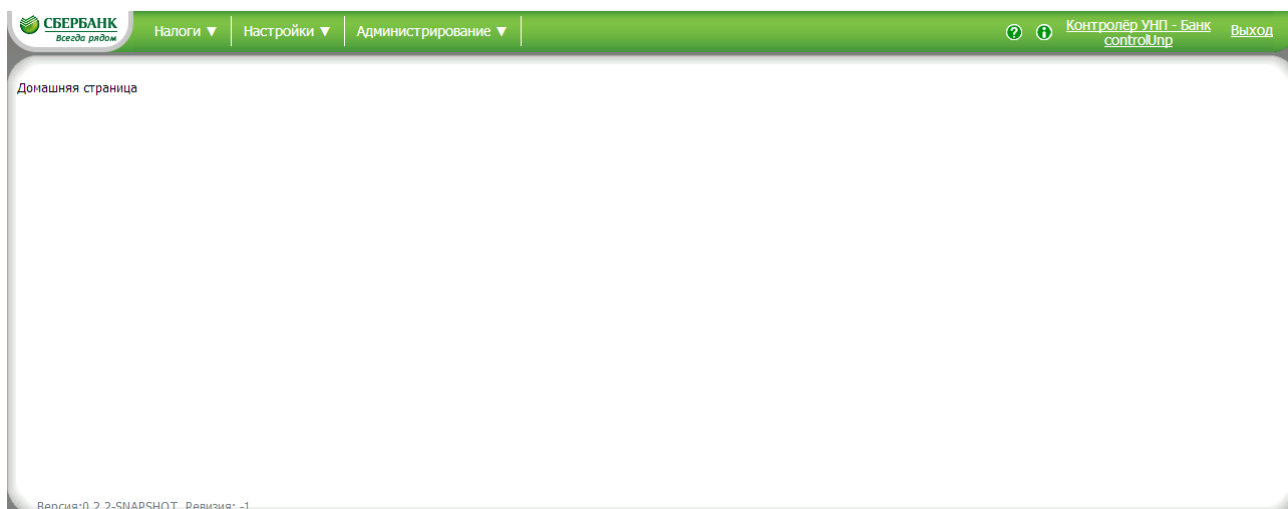 СБЕРБАНК
Всегда рядом
Налоги ▼ Настройки ▼ Администрирование ▼
Контролёр УНП - Банк
controlUnp
Выход
Домашняя страница
Версия:0.2.2-SNAPSHOT Ревизия: -1